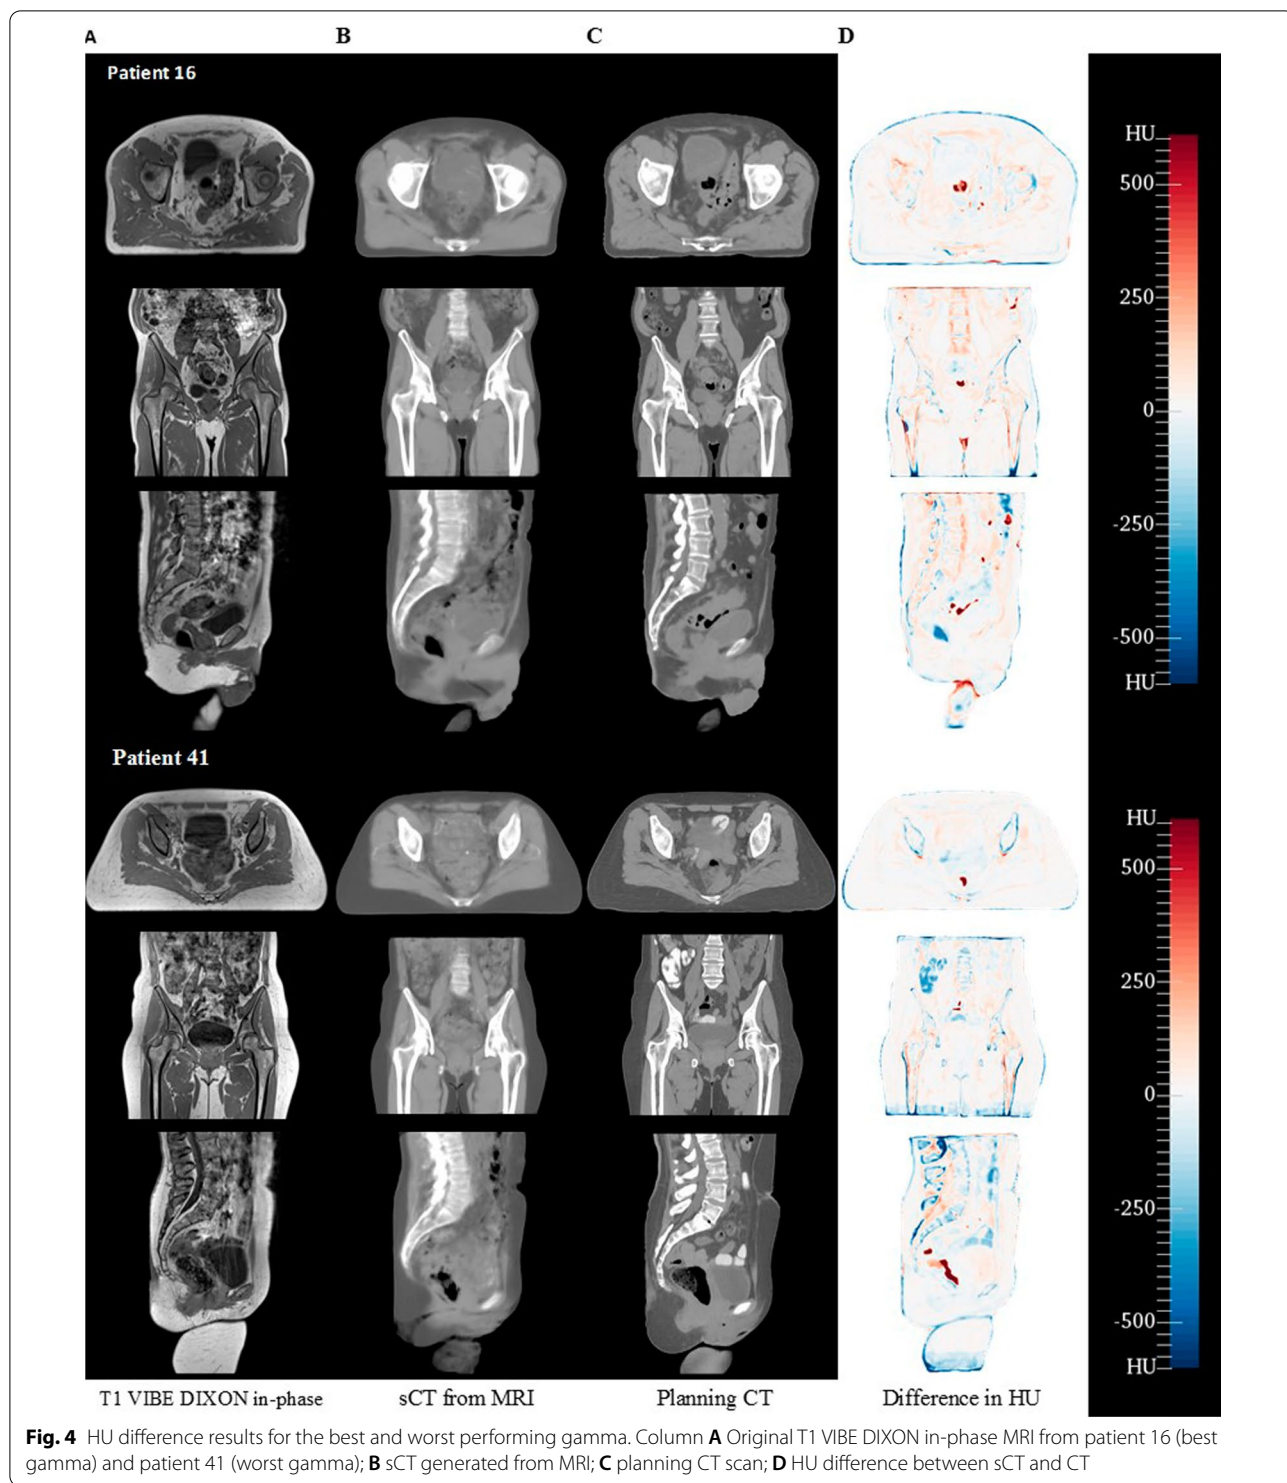 A B C D
Patient 16
HU
500
250
0
-250
-500
HU
Patient 41
HU
500
250
0
-250
-500
HU
T1 VIBE DIXON in-phase sCT from MRI Planning CT Difference in HU
Fig. 4 HU difference results for the best and worst performing gamma. Column A Original T1 VIBE DIXON in-phase MRI from patient 16 (best
gamma) and patient 41 (worst gamma); B sCT generated from MRI; C planning CT scan; D HU difference between sCT and CT